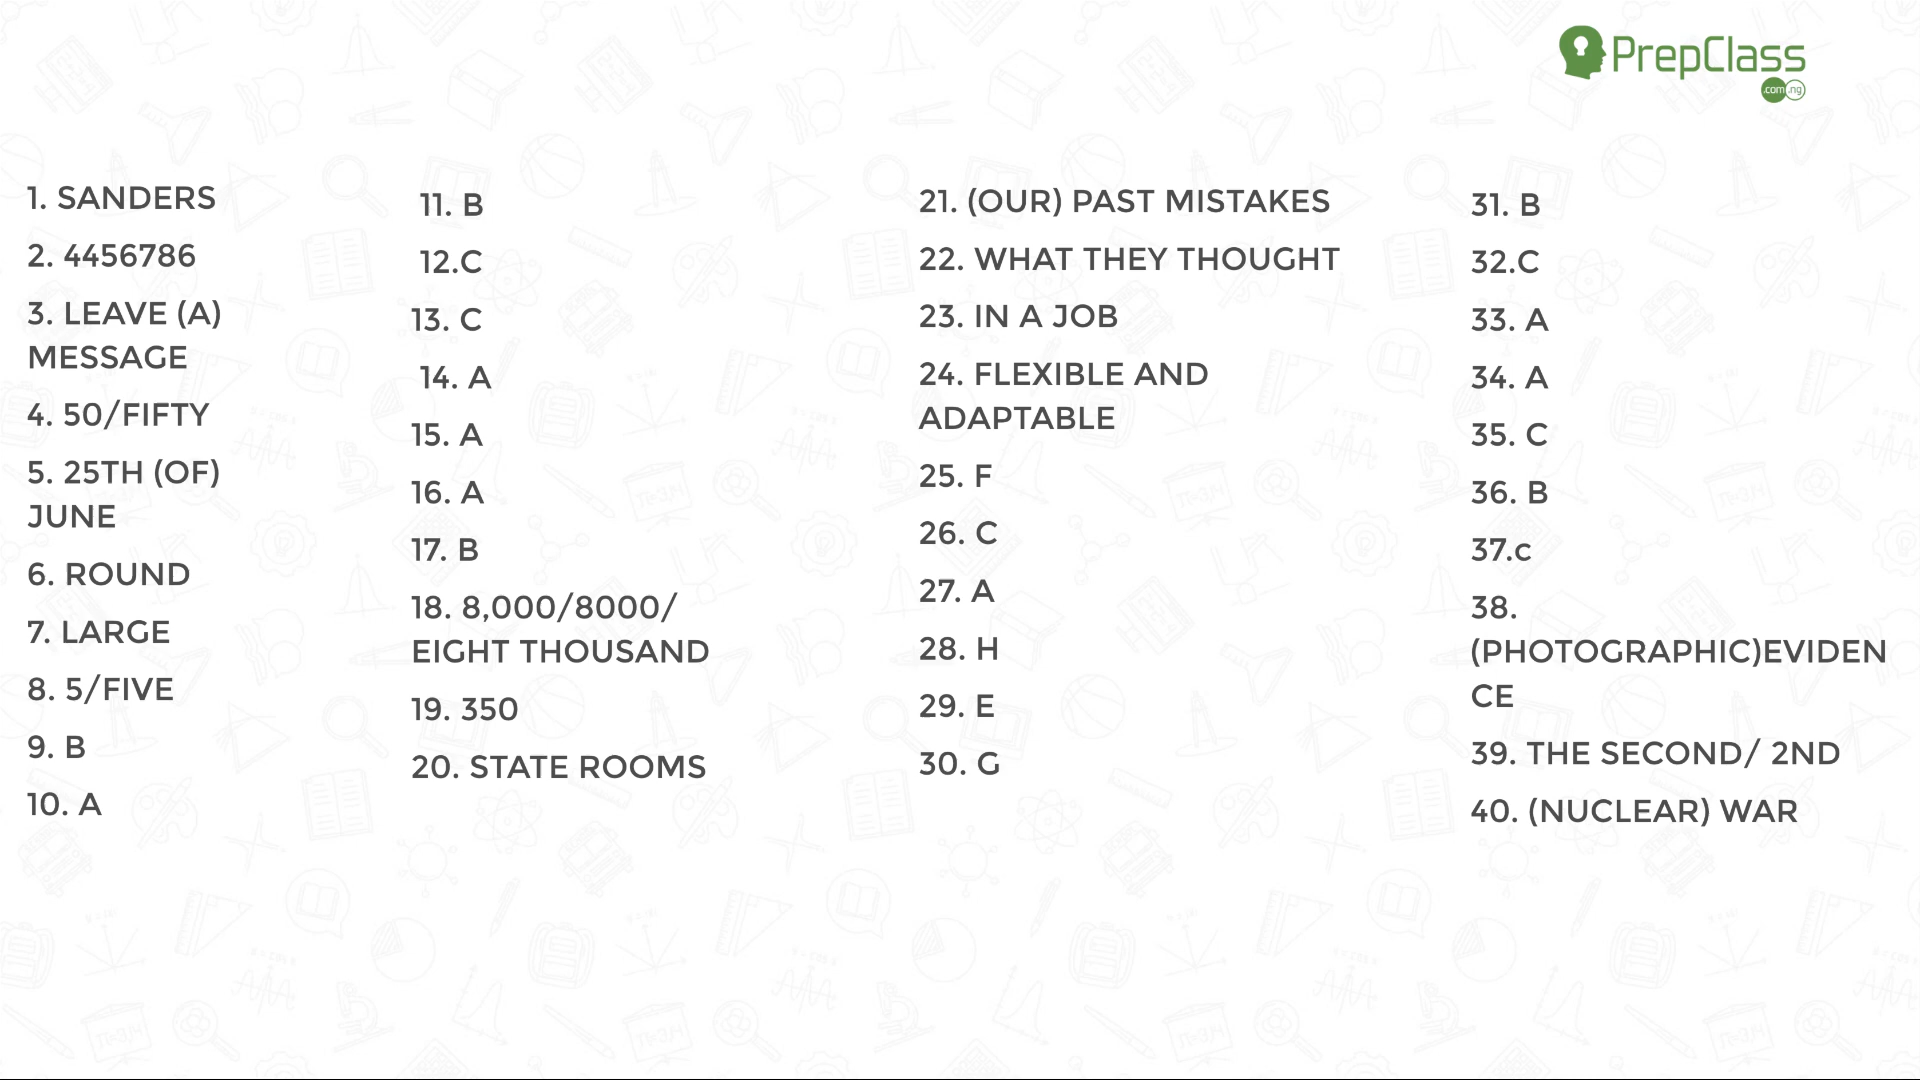 PrepClass
.com.ng
1. SANDERS
2. 4456786
3. LEAVE (A)
MESSAGE
4. 50/FIFTY
5. 25TH (OF)
JUNE
6. ROUND
7. LARGE
8. 5/FIVE
9. B
10. A
11. B
12.C
13. C
14. A
15. A
16. A
17. B
18. 8,000/8000/
EIGHT THOUSAND
19. 350
20. STATE ROOMS
21. (OUR) PAST MISTAKES
22. WHAT THEY THOUGHT
23. IN A JOB
24. FLEXIBLE AND
ADAPTABLE
25. F
26. C
27. A
28. H
29. E
30. G
31. B
32.C
33. A
34. A
35. C
36. B
37.c
38.
(PHOTOGRAPHIC)EVIDEN
CE
39. THE SECOND/ 2ND
40. (NUCLEAR) WAR